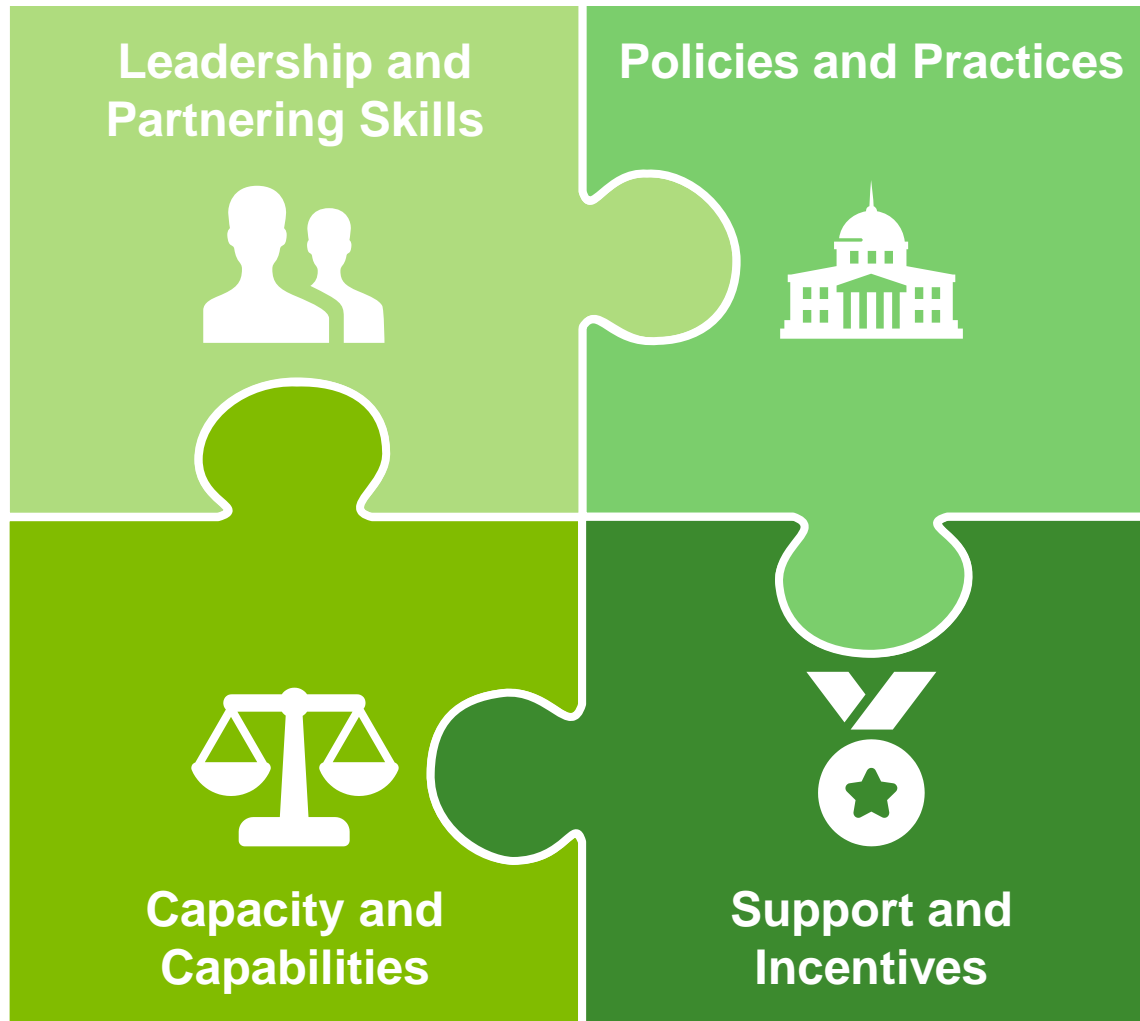 Leadership and
Partnering Skills
Policies and Practices
Capacity and
Capabilities
Support and
Incentives